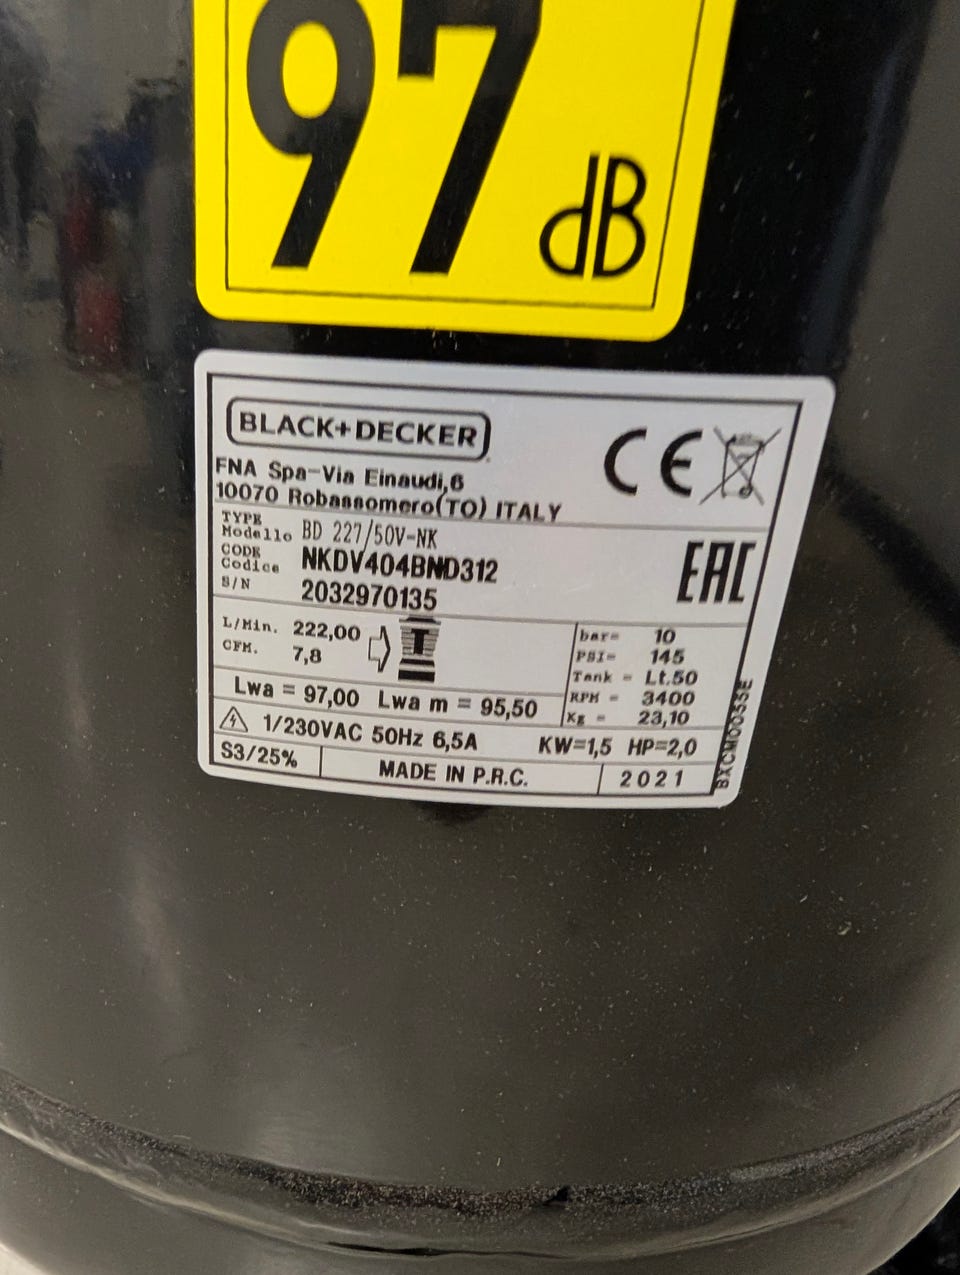 97 dB
BLACK+DECKER
CE
FNA Spa-Via Einaudi,6
10070 Robassomero(TO) ITALY
TYPE
Modello BD 227/50V-NK
CODE
Codice NKDV404BND312
S/N 2032970135
EAC
L/Min. 222,00
CFM. 7,8
I
bar= 10
PSI= 145
Tank = Lt.50
RPM = 3400
Kg = 23,10
Lwa = 97,00 Lwa m = 95,50
1/230VAC 50Hz 6,5A KW=1,5 HP=2,0
S3/25% MADE IN P.R.C. 2021
BXCM0035SE